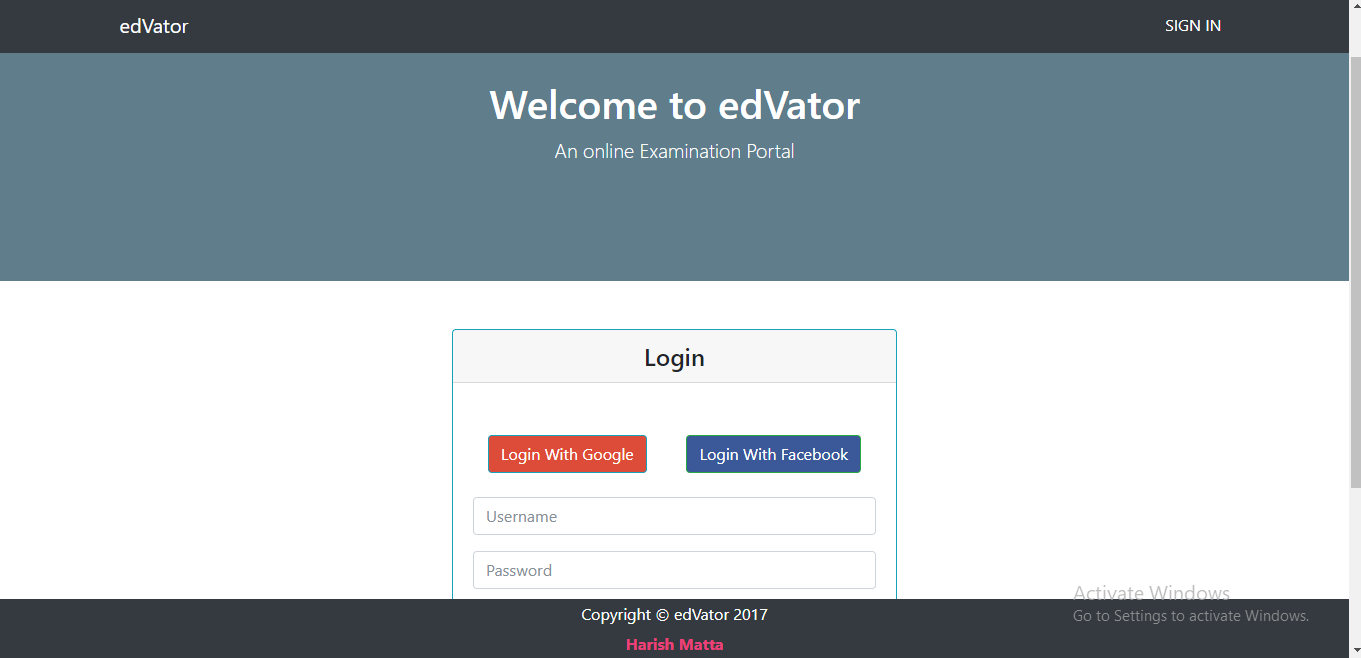 edVator
SIGN IN
Welcome to edVator
An online Examination Portal
Login
Login With Google
Login With Facebook
Username
Password
Activate Windows
Go to Settings to activate Windows.
Copyright © edVator 2017
Harish Matta